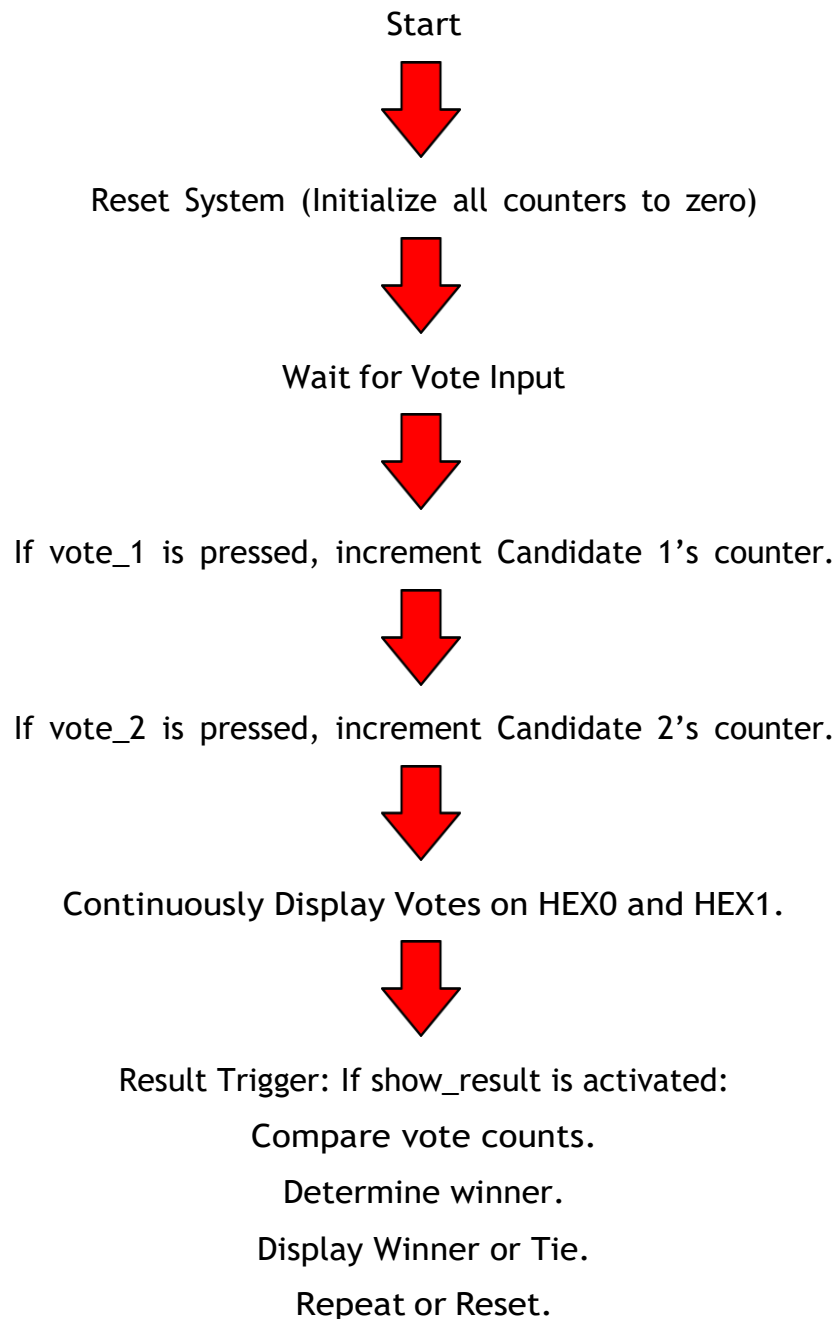 Start
Reset System (Initialize all counters to zero)
Wait for Vote Input
If vote_1 is pressed, increment Candidate 1’s counter.
If vote_2 is pressed, increment Candidate 2’s counter.
Continuously Display Votes on HEX0 and HEX1.
Result Trigger: If show_result is activated:
Compare vote counts.
Determine winner.
Display Winner or Tie.
Repeat or Reset.